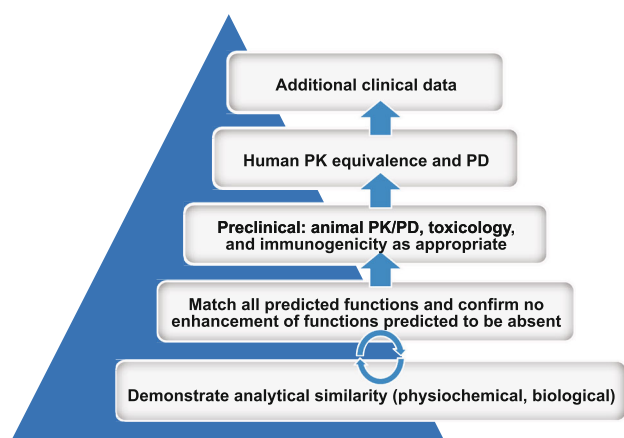 Additional clinical data
Human PK equivalence and PD
Preclinical: animal PK/PD, toxicology,
and immunogenicity as appropriate
Match all predicted functions and confirm no
enhancement of functions predicted to be absent
Demonstrate analytical similarity (physiochemical, biological)